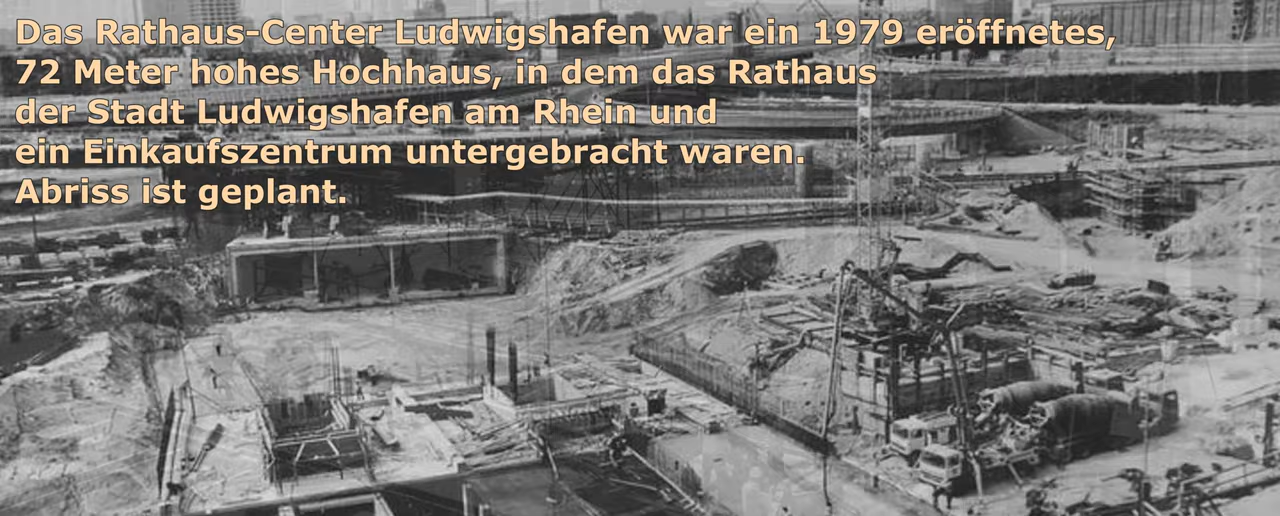 Das Rathaus-Center Ludwigshafen war ein 1979 eröffnetes,
72 Meter hohes Hochhaus, in dem das Rathaus
der Stadt Ludwigshafen am Rhein und
ein Einkaufszentrum untergebracht waren.
Abriss ist geplant.